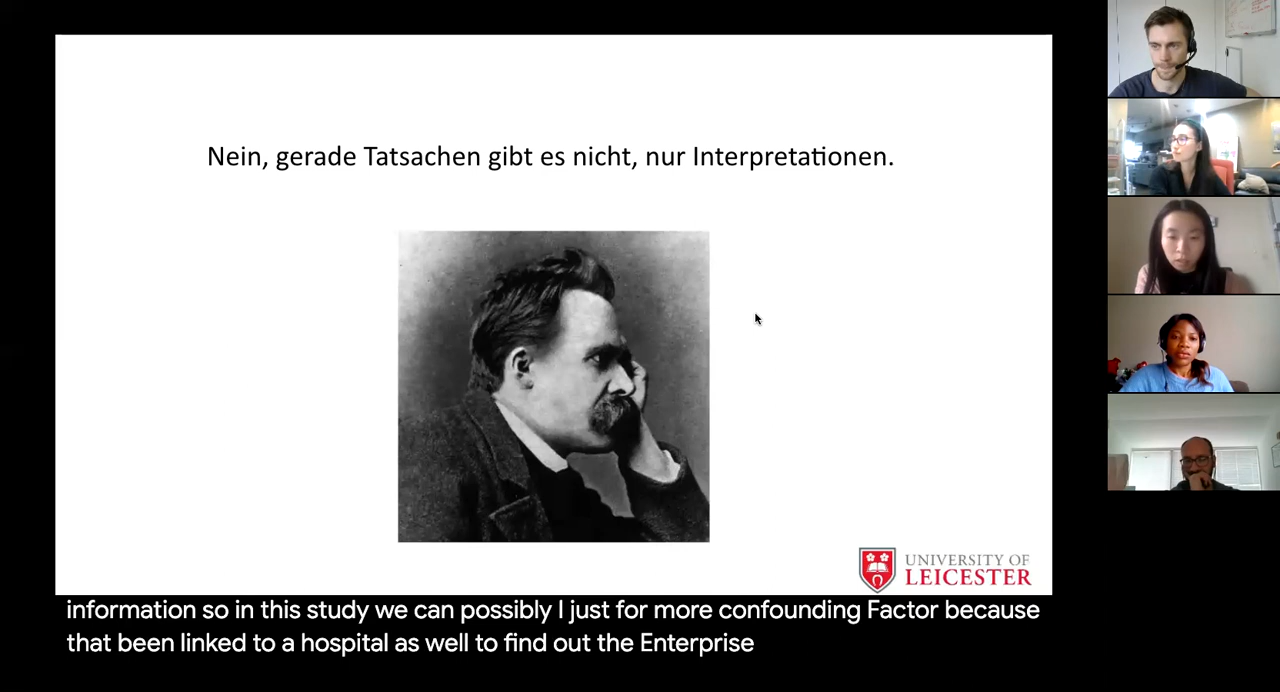 Nein, gerade Tatsachen gibt es nicht, nur Interpretationen.
UNIVERSITY OF
LEICESTER
information so in this study we can possibly I just for more confounding Factor because
that been linked to a hospital as well to find out the Enterprise